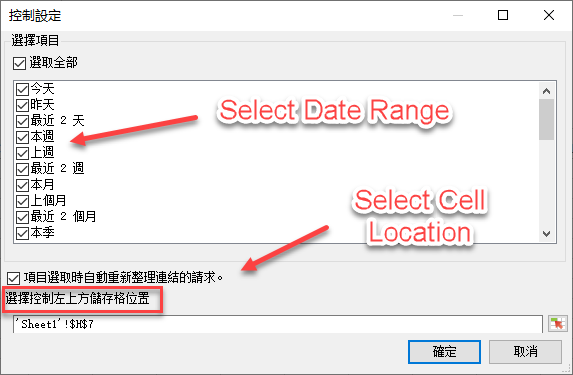 控制設定
選擇項目
選取全部
今天
昨天
最近 2 天
本週
上週
最近 2 週
本月
上個月
最近 2 個月
本季
Select Date Range
Select Cell
Location
項目選取時自動重新整理連結的請求。
選擇控制左上方儲存格位置
'Sheet1'!$H$7
確定
取消